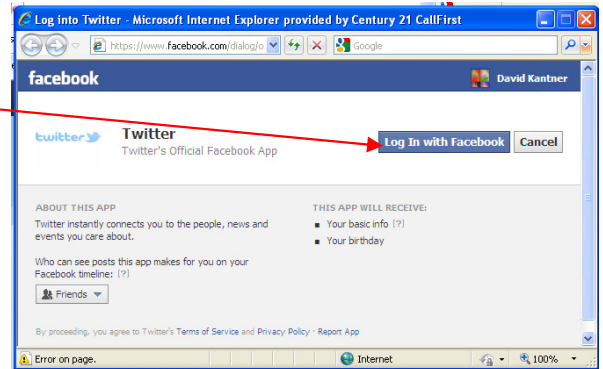 Log into Twitter - Microsoft Internet Explorer provided by Century 21 CallFirst
https://www.facebook.com/dialog/o
Google
facebook
David Kantner
twitter
Twitter
Twitter's Official Facebook App
Log In with Facebook
Cancel
ABOUT THIS APP
Twitter instantly connects you to the people, news and
events you care about.
Who can see posts this app makes for you on your
Facebook timeline: [?]
Friends
THIS APP WILL RECEIVE:
Your basic info [?]
Your birthday
By proceeding, you agree to Twitter's Terms of Service and Privacy Policy · Report App
Error on page.
Internet
100%